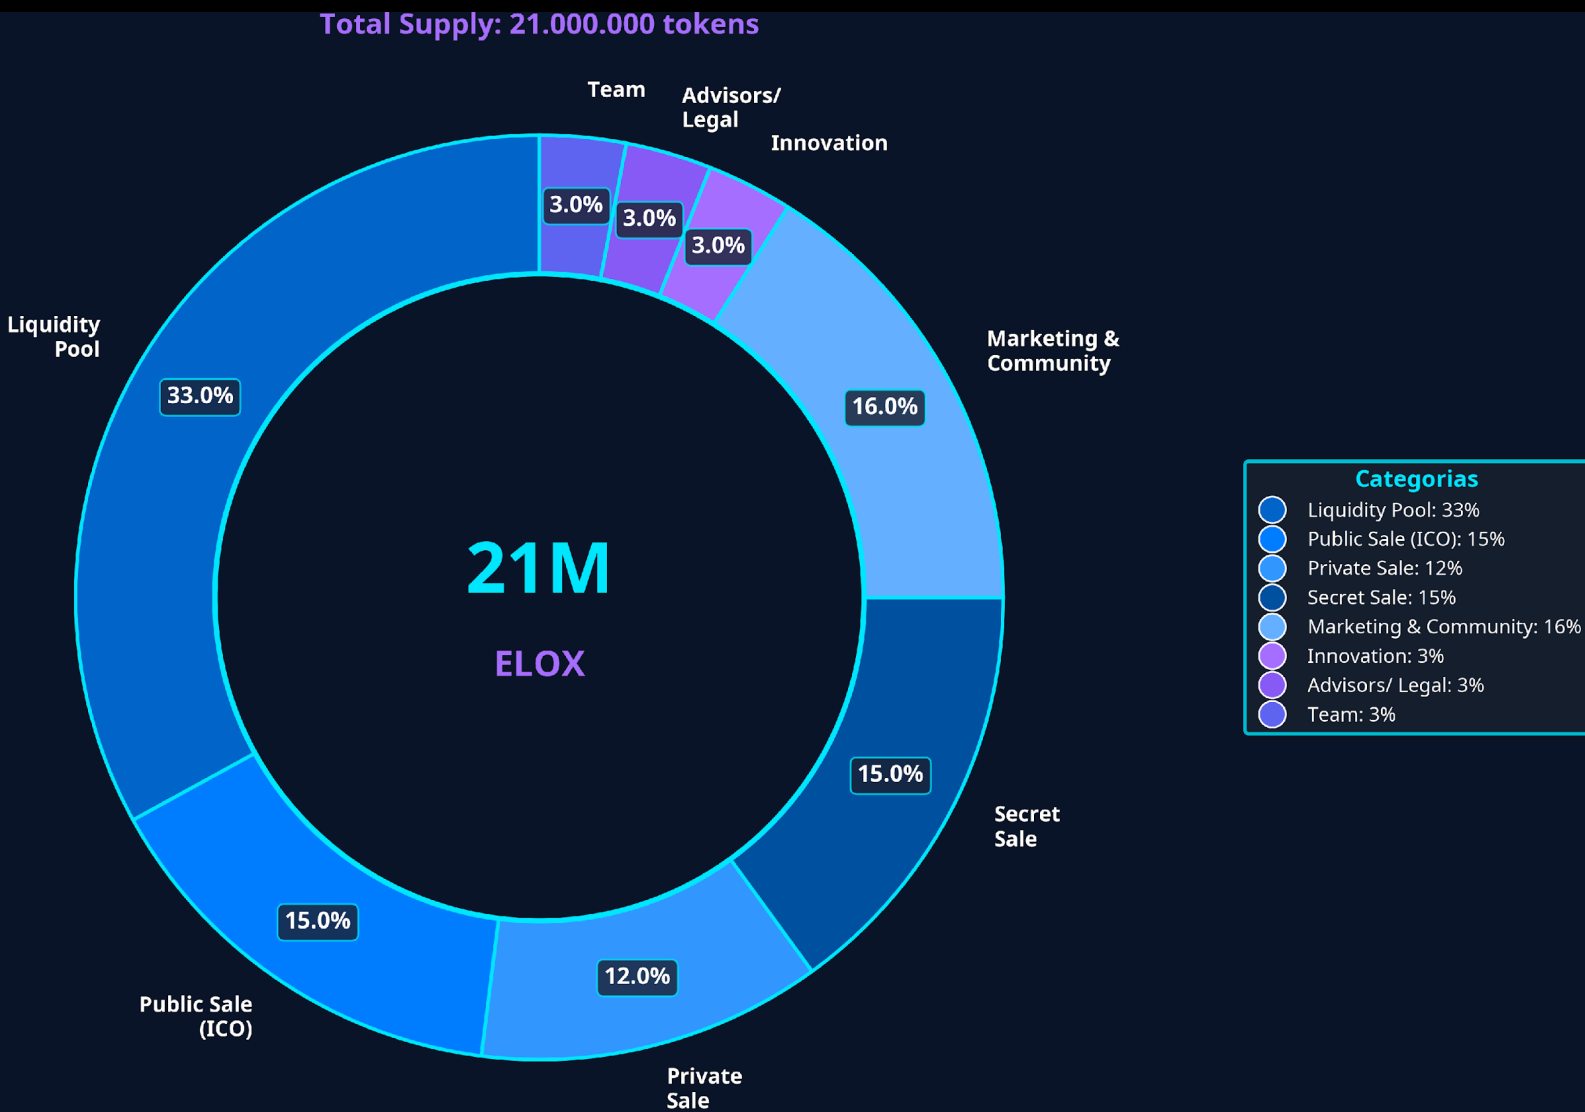 Total Supply: 21.000.000 tokens
Team
Advisors/
Legal
Innovation
3.0%
3.0%
3.0%
Liquidity
Pool
33.0%
Marketing &
Community
16.0%
21M
ELOX
15.0%
Secret
Sale
15.0%
Public Sale
(ICO)
12.0%
Private
Sale
Categorias
Liquidity Pool: 33%
Public Sale (ICO): 15%
Private Sale: 12%
Secret Sale: 15%
Marketing & Community: 16%
Innovation: 3%
Advisors/ Legal: 3%
Team: 3%